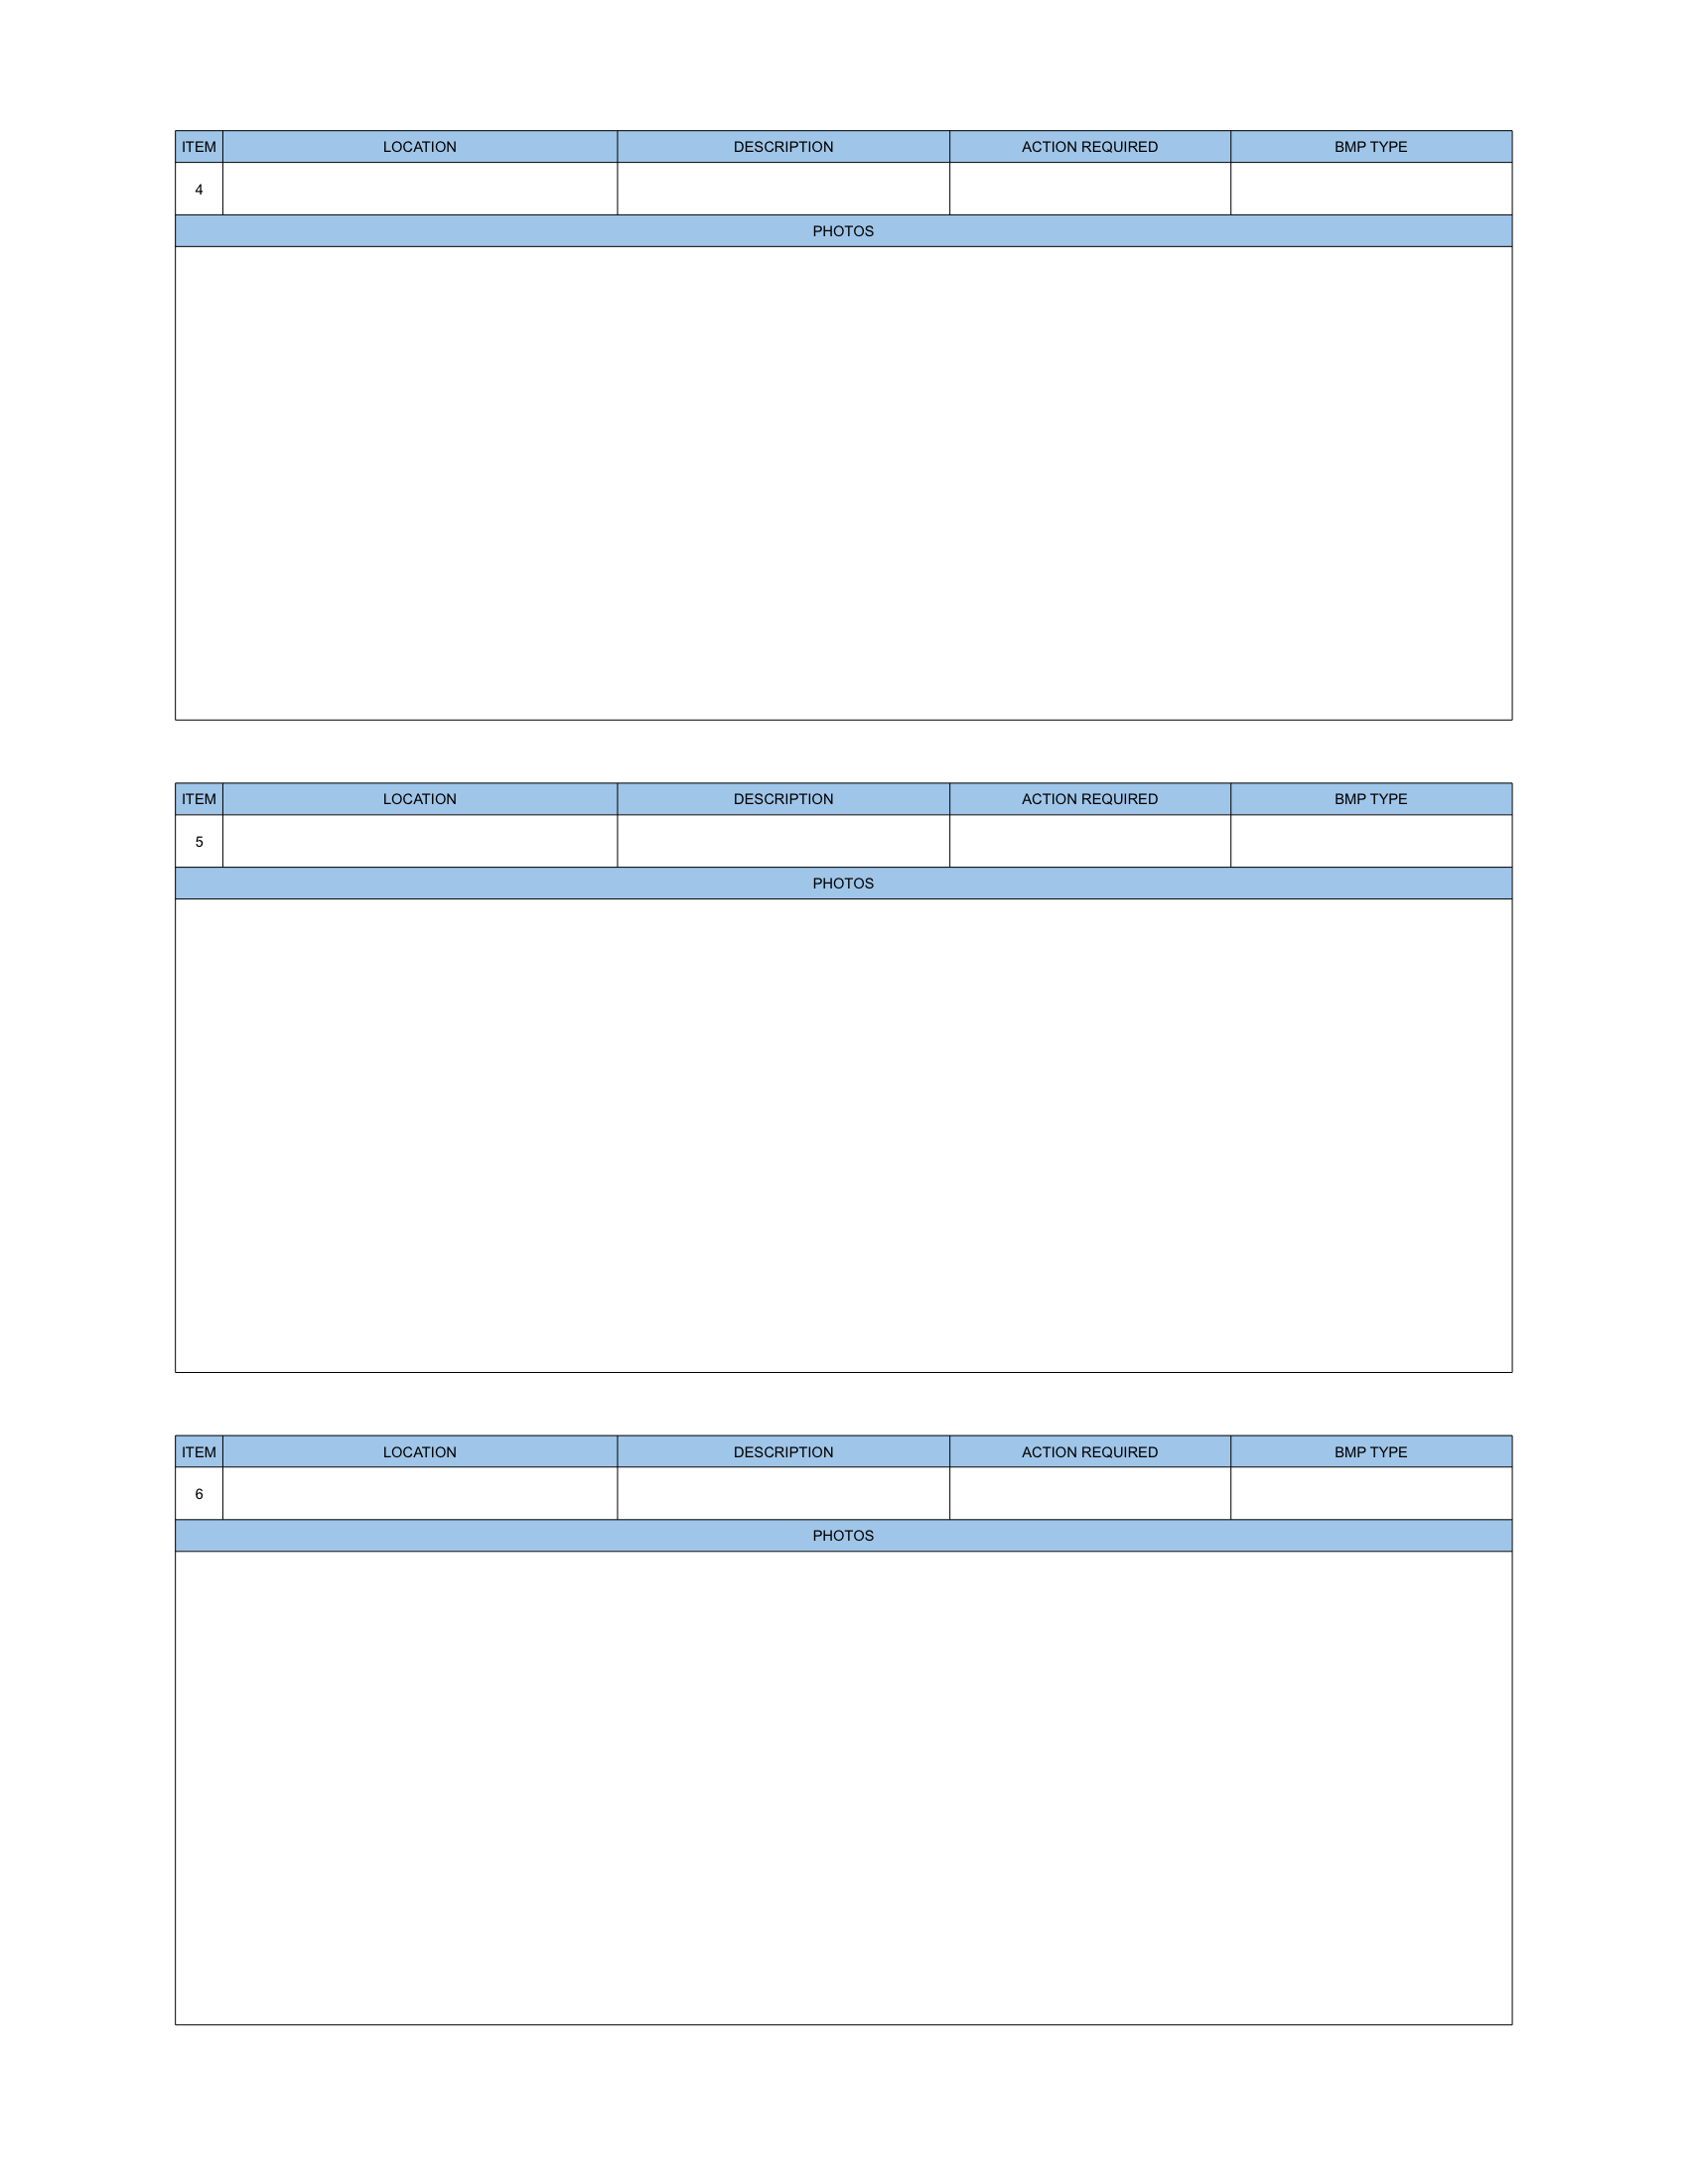 ITEM LOCATION DESCRIPTION ACTION REQUIRED BMP TYPE
4
PHOTOS
ITEM LOCATION DESCRIPTION ACTION REQUIRED BMP TYPE
5
PHOTOS
ITEM LOCATION DESCRIPTION ACTION REQUIRED BMP TYPE
6
PHOTOS